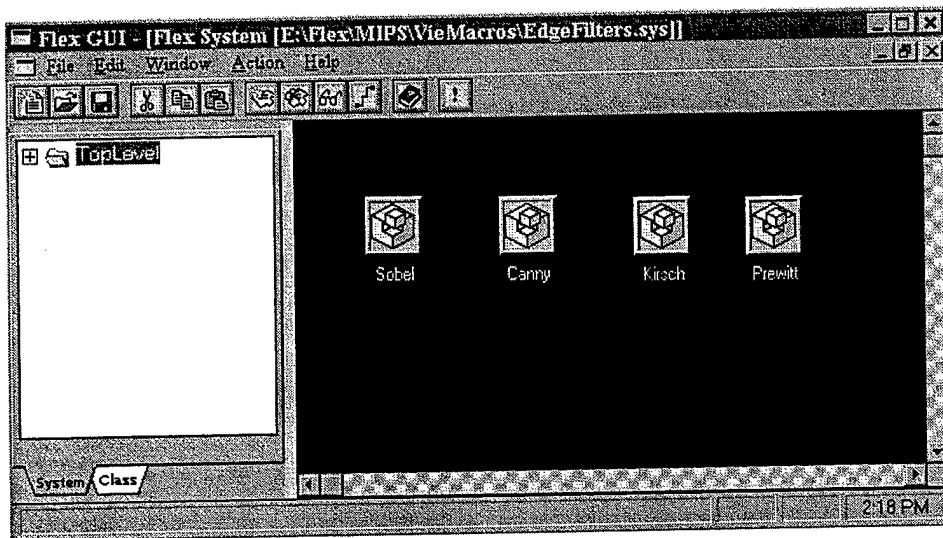 Flex GUI - [Flex System [E:\Flex\MIPS\VieMacros\EdgeFilters.sys]]
File Edit Window Action Help
TopLevel
Sobel Canny Kirsch Prewitt
System Class
2:18 PM